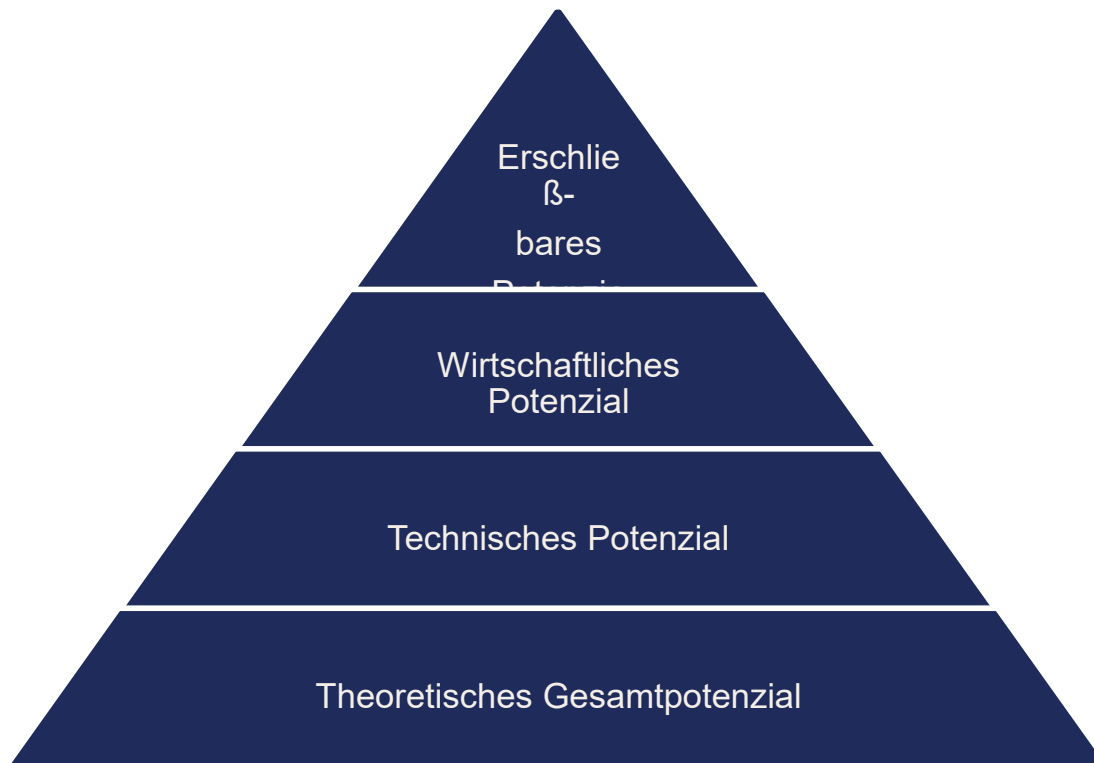 Erschlie
ß-
bares
Wirtschaftliches
Potenzial
Technisches Potenzial
Theoretisches Gesamtpotenzial